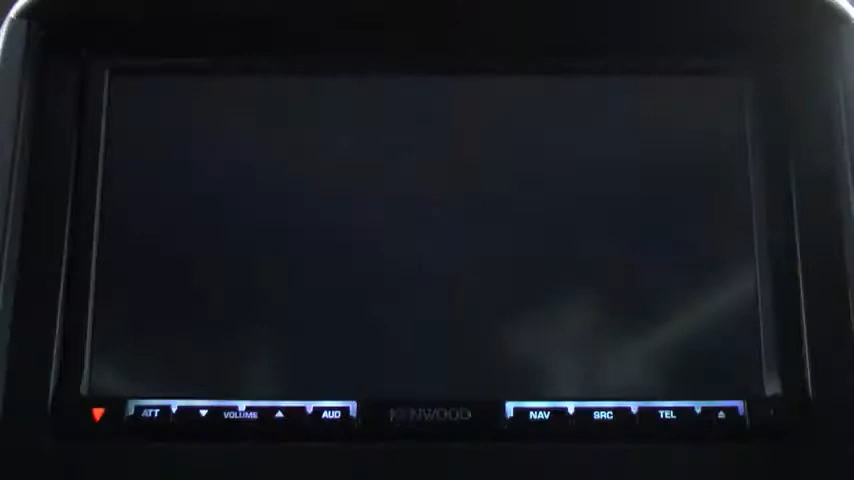 ATT ▼ VOLUME ▲ AUD KENWOOD NAV SRC TEL ⏏